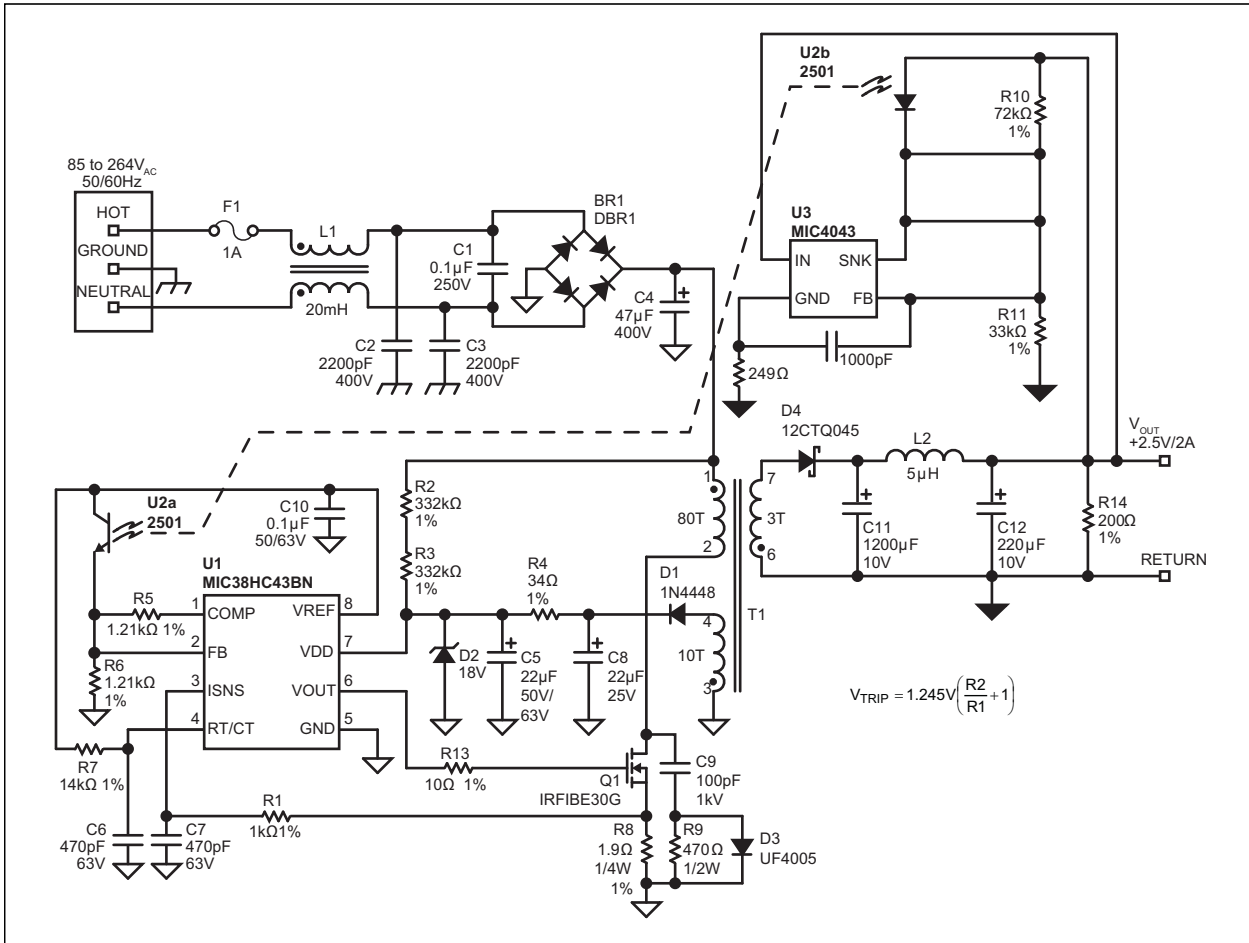 85 to 264VAC
50/60Hz
HOT
GROUND
NEUTRAL
F1
1A
L1
20mH
C1
0.1µF
250V
C2
2200pF
400V
C3
2200pF
400V
BR1
DBR1
C4
47µF
400V
U2b
2501
R10
72kΩ
1%
U3
MIC4043
IN
SNK
GND
FB
R11
33kΩ
1%
1000pF
249Ω
D4
12CTQ045
L2
5µH
VOUT
+2.5V/2A
C11
1200µF
10V
C12
220µF
10V
R14
200Ω
1%
RETURN
1
80T
2
7
3T
6
T1
4
10T
3
U2a
2501
C10
0.1µF
50/63V
R2
332kΩ
1%
R3
332kΩ
1%
R4
34Ω
1%
D1
1N4448
U1
MIC38HC43BN
1 COMP
2 FB
3 ISNS
4 RT/CT
VREF 8
VDD 7
VOUT 6
GND 5
R5
1.21kΩ 1%
R6
1.21kΩ
1%
R7
14kΩ 1%
D2
18V
C5
22µF
50V/
63V
C8
22µF
25V
VTRIP = 1.245V(R2/R1 + 1)
R13
10Ω 1%
Q1
IRFIBE30G
C9
100pF
1kV
R1
1kΩ1%
C6
470pF
63V
C7
470pF
63V
R8
1.9Ω
1/4W
1%
R9
470Ω
1/2W
D3
UF4005